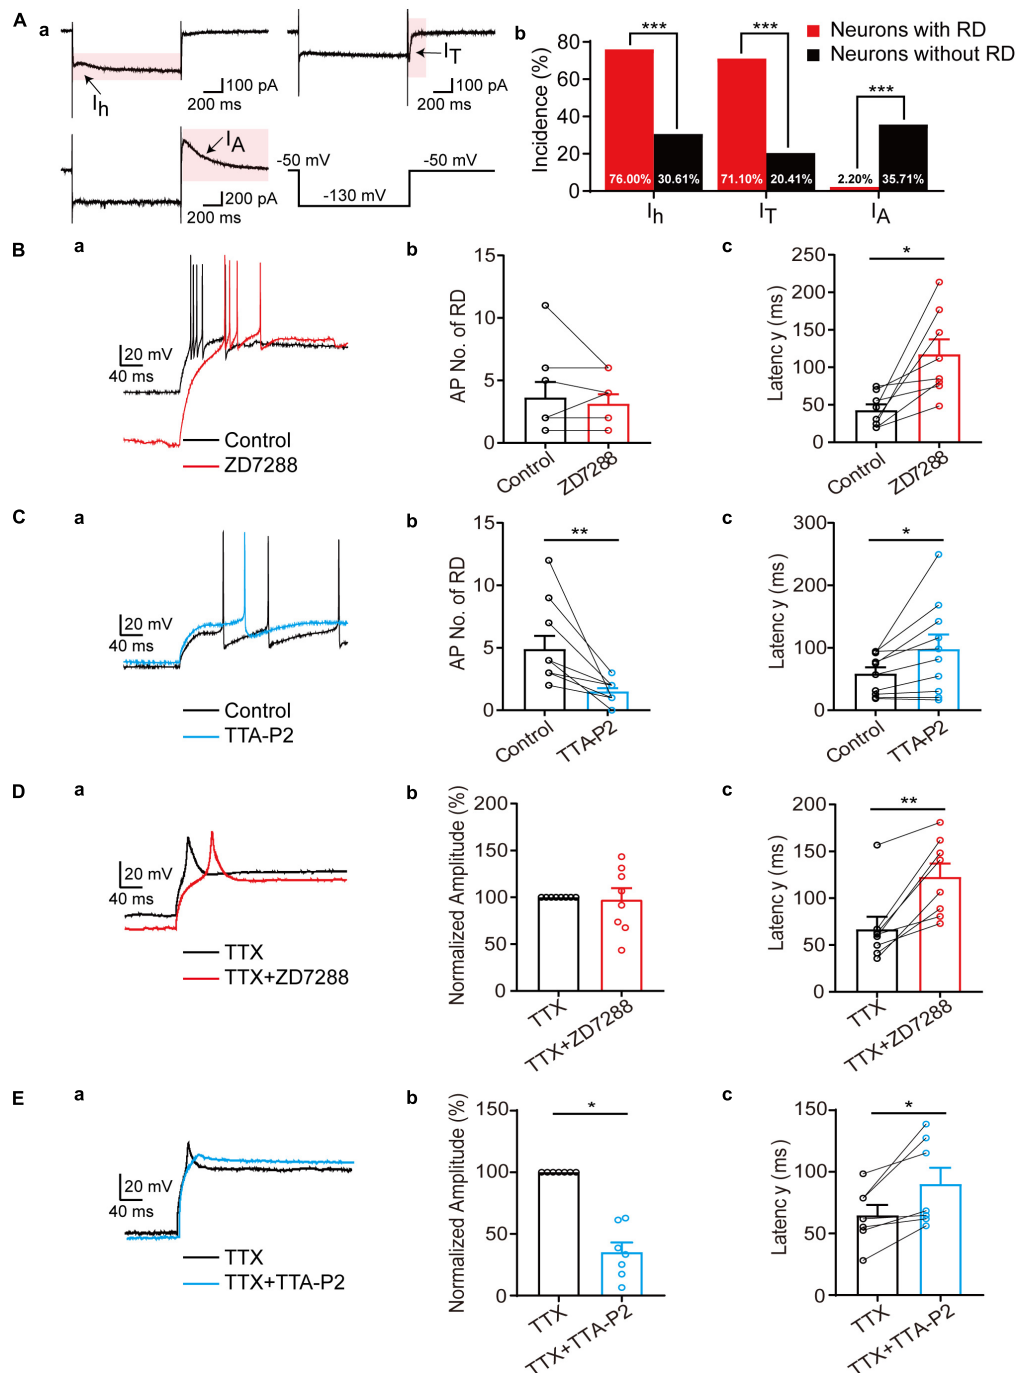 A
a
I_h
100 pA
200 ms
I_T
100 pA
200 ms
I_A
200 pA
200 ms
-50 mV
-50 mV
-130 mV
b
Neurons with RD
Neurons without RD
Incidence (%)
80
60
40
20
0
***
***
***
76.00%
30.61%
71.10%
20.41%
2.20%
35.71%
I_h
I_T
I_A
B
a
20 mV
40 ms
Control
ZD7288
b
AP No. of RD
15
10
5
0
Control
ZD7288
c
Latency (ms)
250
200
150
100
50
0
*
Control
ZD7288
C
a
20 mV
40 ms
Control
TTA-P2
b
AP No. of RD
15
10
5
0
**
Control
TTA-P2
c
Latency (ms)
300
200
100
0
*
Control
TTA-P2
D
a
20 mV
40 ms
TTX
TTX+ZD7288
b
Normalized Amplitude (%)
200
150
100
50
0
TTX
TTX+ZD7288
c
Latency (ms)
200
150
100
50
0
**
TTX
TTX+ZD7288
E
a
20 mV
40 ms
TTX
TTX+TTA-P2
b
Normalized Amplitude (%)
150
100
50
0
*
TTX
TTX+TTA-P2
c
Latency (ms)
150
100
50
0
*
TTX
TTX+TTA-P2